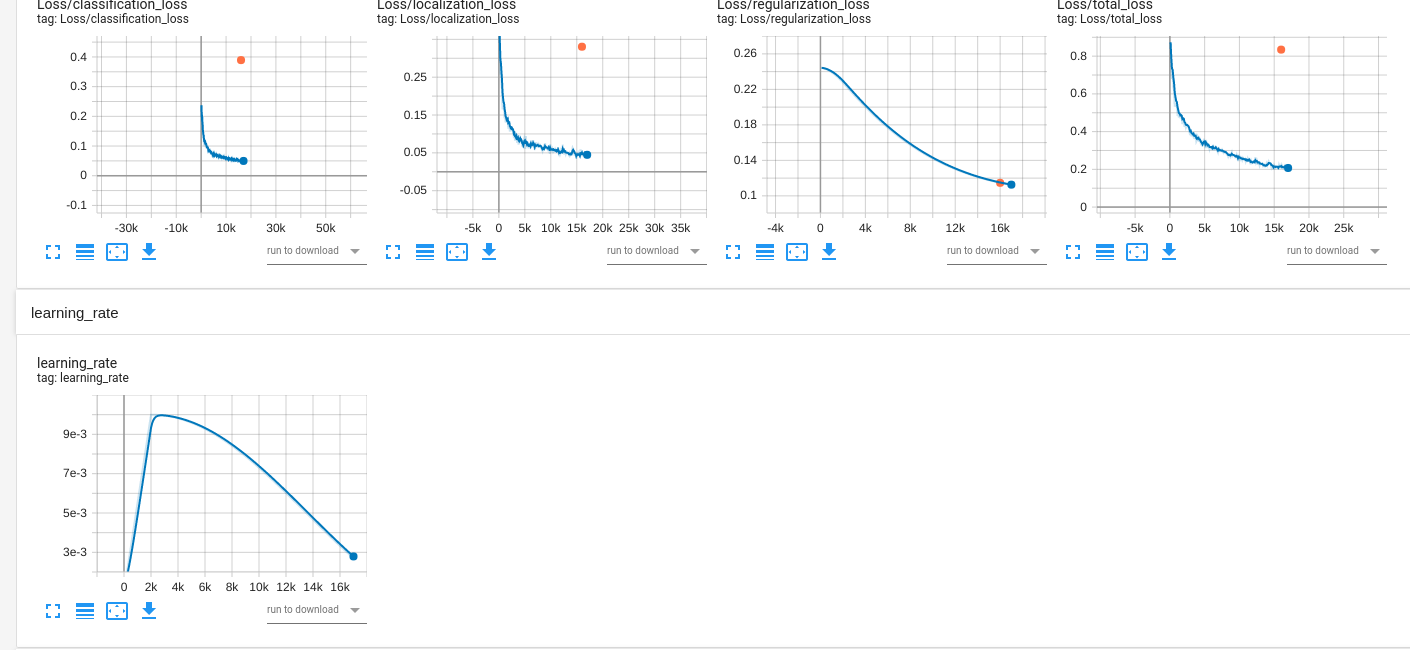 Loss/classification_loss
tag: Loss/classification_loss
0.4
0.3
0.2
0.1
0
-0.1
-30k -10k 10k 30k 50k
run to download
Loss/localization_loss
tag: Loss/localization_loss
0.25
0.15
0.05
-0.05
-5k 0 5k 10k 15k 20k 25k 30k 35k
run to download
Loss/regularization_loss
tag: Loss/regularization_loss
0.26
0.22
0.18
0.14
0.1
-4k 0 4k 8k 12k 16k
run to download
Loss/total_loss
tag: Loss/total_loss
0.8
0.6
0.4
0.2
0
-5k 0 5k 10k 15k 20k 25k
run to download
learning_rate
learning_rate
tag: learning_rate
9e-3
7e-3
5e-3
3e-3
0 2k 4k 6k 8k 10k 12k 14k 16k
run to download